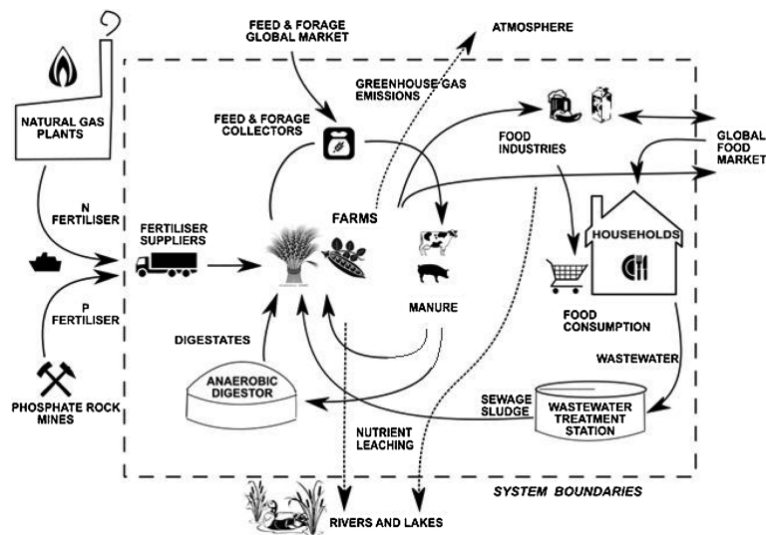 FEED & FORAGE
GLOBAL MARKET
ATMOSPHERE
GREENHOUSE GAS
EMISSIONS
NATURAL GAS
PLANTS
FEED & FORAGE
COLLECTORS
FOOD
INDUSTRIES
GLOBAL
FOOD
MARKET
N
FERTILISER
FERTILISER
SUPPLIERS
FARMS
HOUSEHOLDS
P
FERTILISER
MANURE
FOOD
CONSUMPTION
DIGESTATES
WASTEWATER
ANAEROBIC
DIGESTOR
SEWAGE
SLUDGE
WASTEWATER
TREATMENT
STATION
PHOSPHATE ROCK
MINES
NUTRIENT
LEACHING
SYSTEM BOUNDARIES
RIVERS AND LAKES